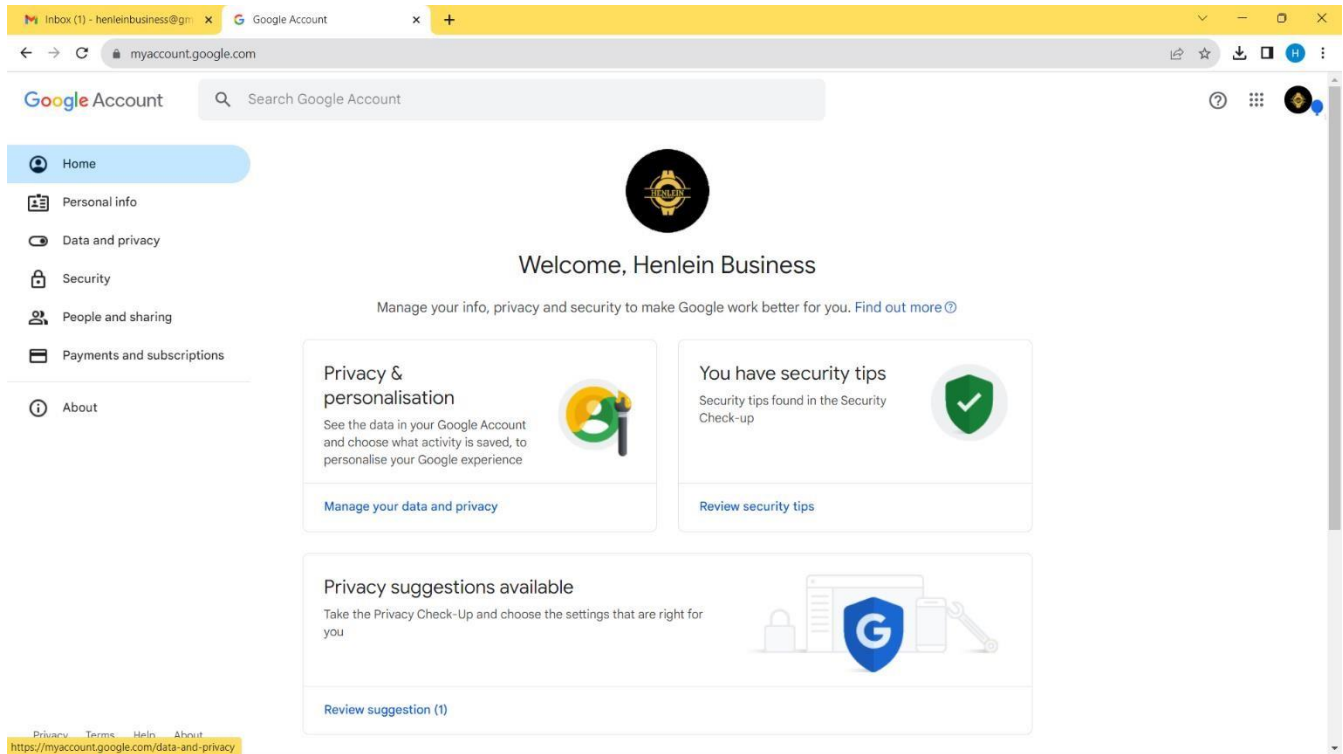 Inbox (1) - henleinbusiness@gm
Google Account
myaccount.google.com
H
Google Account
Search Google Account
Home
Personal info
Data and privacy
Security
People and sharing
Payments and subscriptions
About
HENLEIN
Welcome, Henlein Business
Manage your info, privacy and security to make Google work better for you. Find out more
Privacy &
personalisation
See the data in your Google Account
and choose what activity is saved, to
personalise your Google experience
Manage your data and privacy
You have security tips
Security tips found in the Security
Check-up
Review security tips
Privacy suggestions available
Take the Privacy Check-Up and choose the settings that are right for
you
G
Review suggestion (1)
Privacy Terms Help About
https://myaccount.google.com/data-and-privacy